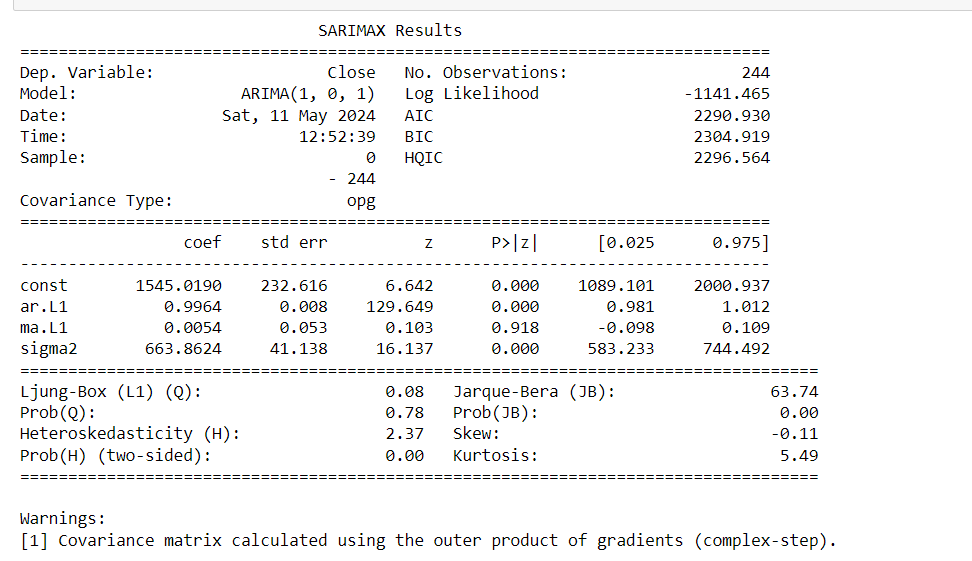 SARIMAX Results
==============================================================================
Dep. Variable: Close No. Observations: 244
Model: ARIMA(1, 0, 1) Log Likelihood -1141.465
Date: Sat, 11 May 2024 AIC 2290.930
Time: 12:52:39 BIC 2304.919
Sample: 0 HQIC 2296.564
- 244
Covariance Type: opg
==============================================================================
coef std err z P>|z| [0.025 0.975]
------------------------------------------------------------------------------
const 1545.0190 232.616 6.642 0.000 1089.101 2000.937
ar.L1 0.9964 0.008 129.649 0.000 0.981 1.012
ma.L1 0.0054 0.053 0.103 0.918 -0.098 0.109
sigma2 663.8624 41.138 16.137 0.000 583.233 744.492
===================================================================================
Ljung-Box (L1) (Q): 0.08 Jarque-Bera (JB): 63.74
Prob(Q): 0.78 Prob(JB): 0.00
Heteroskedasticity (H): 2.37 Skew: -0.11
Prob(H) (two-sided): 0.00 Kurtosis: 5.49
===================================================================================
Warnings:
[1] Covariance matrix calculated using the outer product of gradients (complex-step).